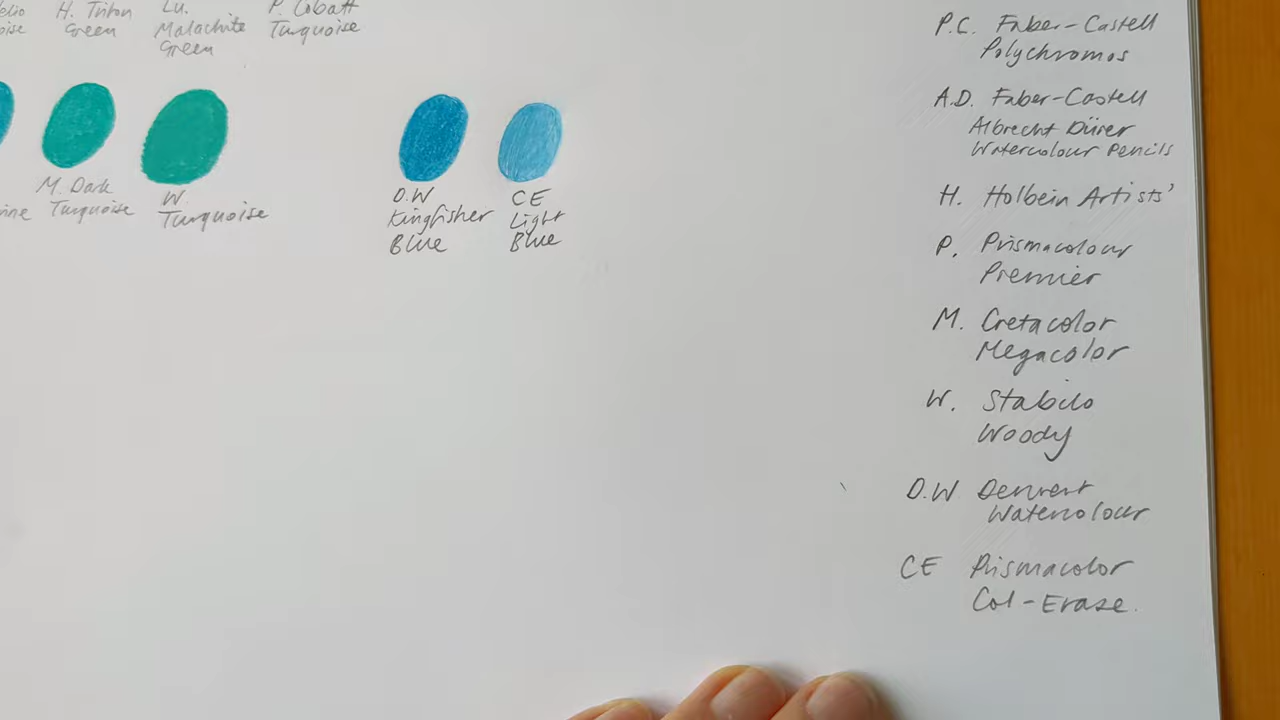 H. Triton
Green
Lu.
Malachite
Green
P. Cobalt
Turquoise
M. Dark
Turquoise
W.
Turquoise
D.W
Kingfisher
Blue
CE
Light
Blue
P.C. Faber-Castell
Polychromos
A.D. Faber-Castell
Albrecht Dürer
Watercolour Pencils
H. Holbein Artists'
P. Prismacolour
Premier
M. Cretacolor
Megacolor
W. Stabilo
Woody
D.W Derwent
Watercolour
CE Prismacolor
Col-Erase.